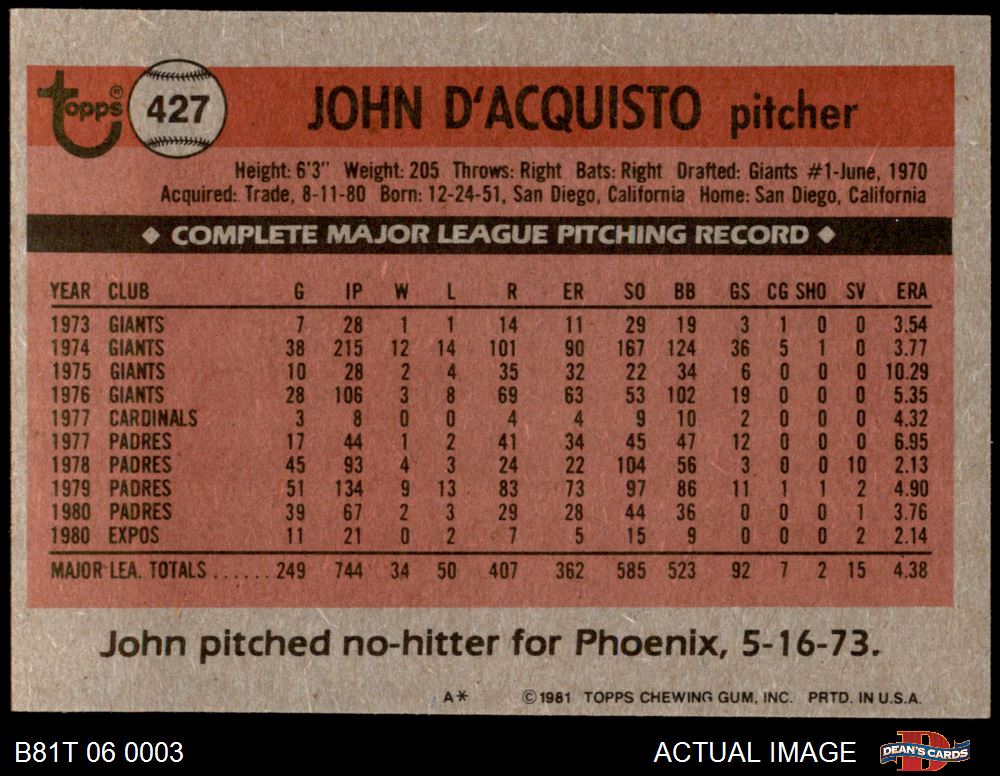 topps® 427 JOHN D'ACQUISTO pitcher
Height: 6'3" Weight: 205 Throws: Right Bats: Right Drafted: Giants #1-June, 1970
Acquired: Trade, 8-11-80 Born: 12-24-51, San Diego, California Home: San Diego, California
◆ COMPLETE MAJOR LEAGUE PITCHING RECORD ◆
YEAR CLUB G IP W L R ER SO BB GS CG SHO SV ERA
1973 GIANTS 7 28 1 1 14 11 29 19 3 1 0 0 3.54
1974 GIANTS 38 215 12 14 101 90 167 124 36 5 1 0 3.77
1975 GIANTS 10 28 2 4 35 32 22 34 6 0 0 0 10.29
1976 GIANTS 28 106 3 8 69 63 53 102 19 0 0 0 5.35
1977 CARDINALS 3 8 0 0 4 4 9 10 2 0 0 0 4.32
1977 PADRES 17 44 1 2 41 34 45 47 12 0 0 0 6.95
1978 PADRES 45 93 4 3 24 22 104 56 3 0 0 10 2.13
1979 PADRES 51 134 9 13 83 73 97 86 11 1 1 2 4.90
1980 PADRES 39 67 2 3 29 28 44 36 0 0 0 1 3.76
1980 EXPOS 11 21 0 2 7 5 15 9 0 0 0 2 2.14
MAJOR LEA. TOTALS ...... 249 744 34 50 407 362 585 523 92 7 2 15 4.38
John pitched no-hitter for Phoenix, 5-16-73.
A* ©1981 TOPPS CHEWING GUM, INC. PRTD. IN U.S.A.
B81T 06 0003 ACTUAL IMAGE DEAN'S CARDS